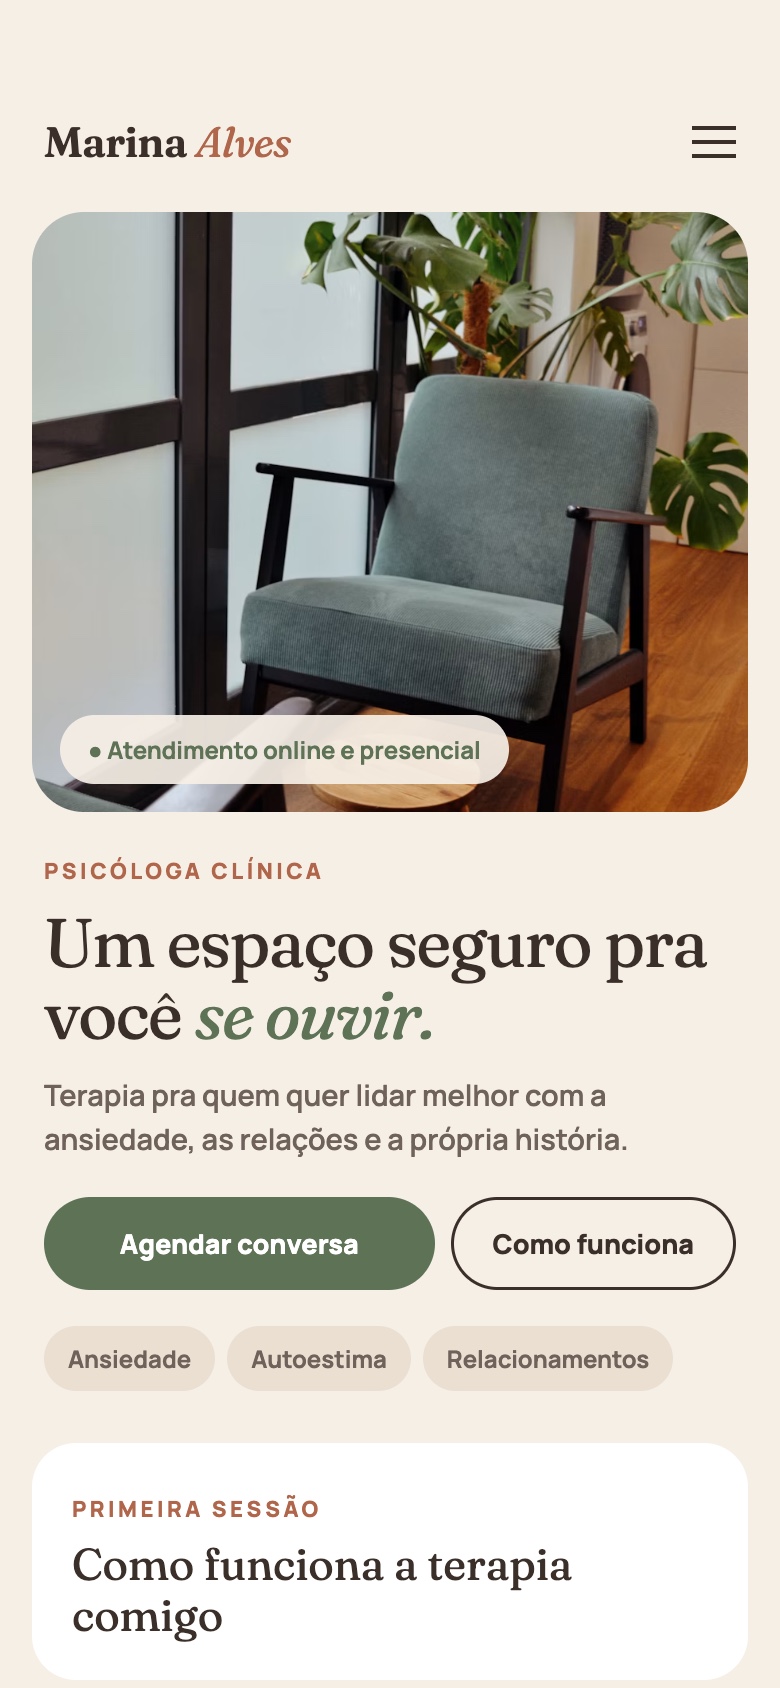 Marina Alves
Atendimento online e presencial
PSICÓLOGA CLÍNICA
Um espaço seguro pra
você se ouvir.
Terapia pra quem quer lidar melhor com a
ansiedade, as relações e a própria história.
Agendar conversa
Como funciona
Ansiedade
Autoestima
Relacionamentos
PRIMEIRA SESSÃO
Como funciona a terapia
comigo